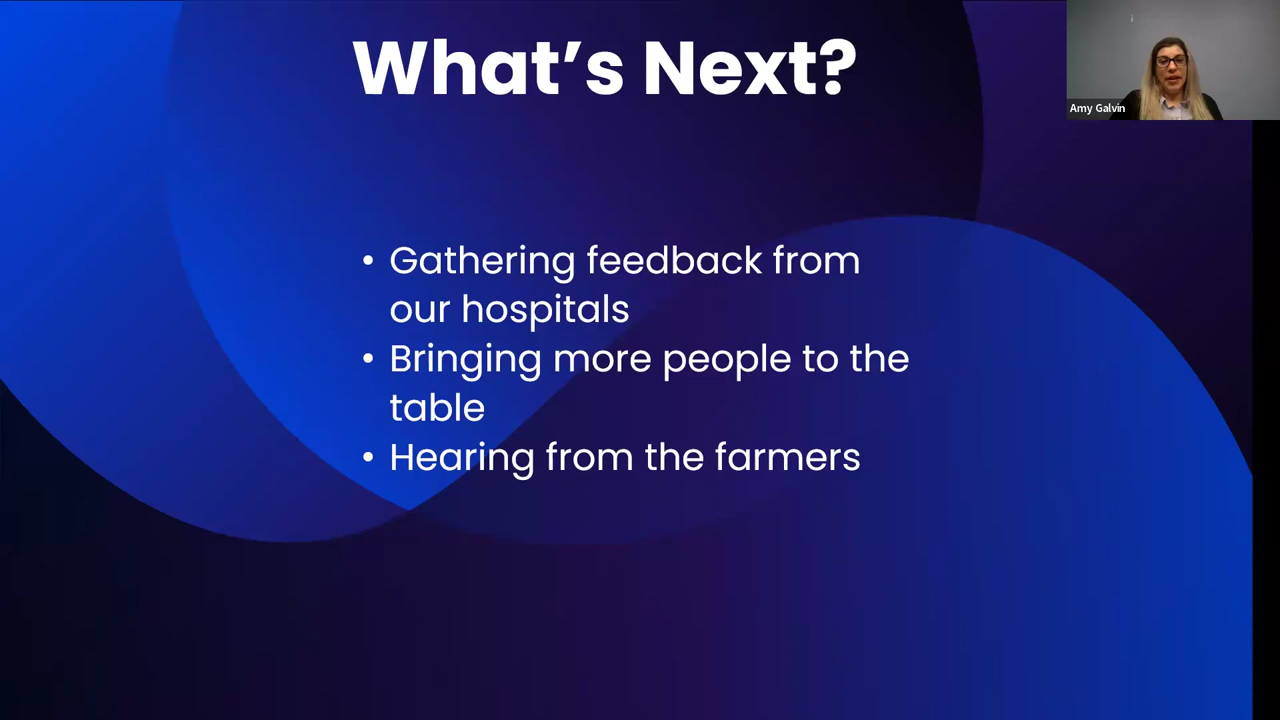 What’s Next?
Amy Galvin
• Gathering feedback from
our hospitals
• Bringing more people to the
table
• Hearing from the farmers